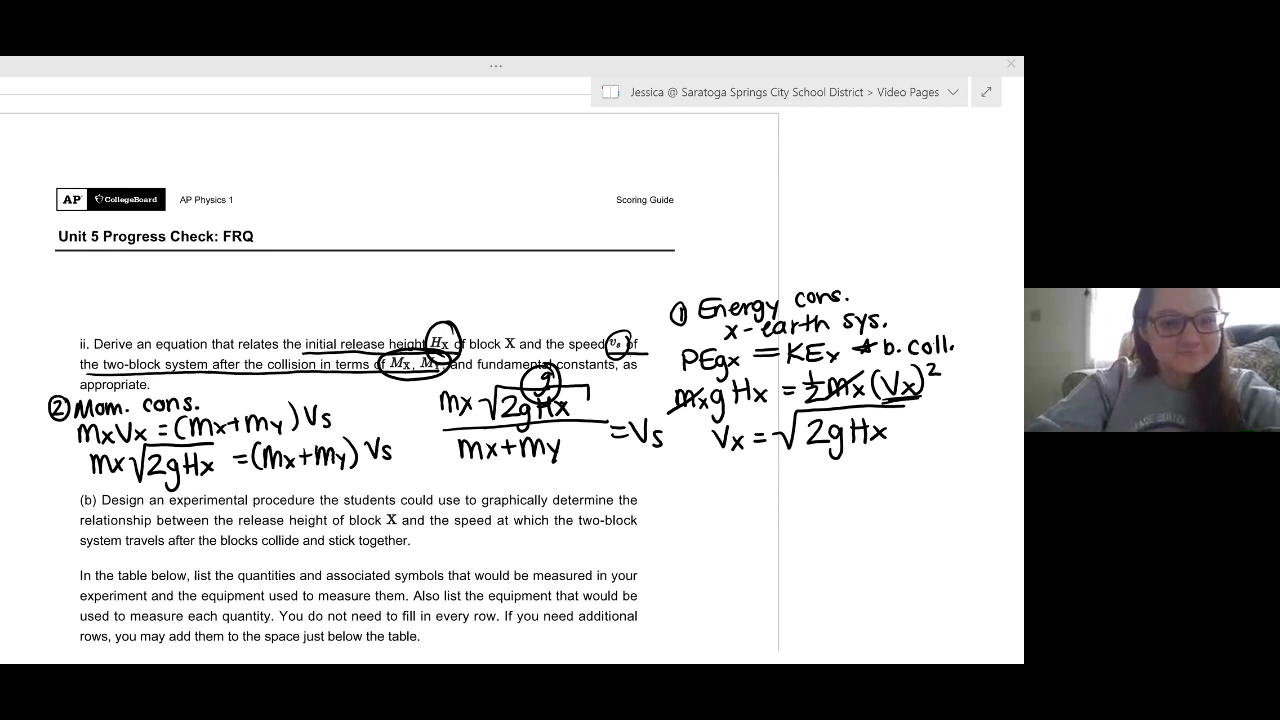 ...
Jessica @ Saratoga Springs City School District > Video Pages
AP CollegeBoard AP Physics 1 Scoring Guide
Unit 5 Progress Check: FRQ
ii. Derive an equation that relates the initial release height H_X of block X and the speed v_s of
the two-block system after the collision in terms of M_X, M_Y, and fundamental constants, as
appropriate.
① Energy cons.
x-earth sys.
PEgx = KEx b. coll.
mxgHx = ½mx(Vx)²
Vx = √2gHx
② Mom. cons.
mxVx = (mx+my)Vs
mx√2gHx = (mx+my)Vs
g
mx√2gHx
mx+my
=Vs
(b) Design an experimental procedure the students could use to graphically determine the
relationship between the release height of block X and the speed at which the two-block
system travels after the blocks collide and stick together.
In the table below, list the quantities and associated symbols that would be measured in your
experiment and the equipment used to measure them. Also list the equipment that would be
used to measure each quantity. You do not need to fill in every row. If you need additional
rows, you may add them to the space just below the table.